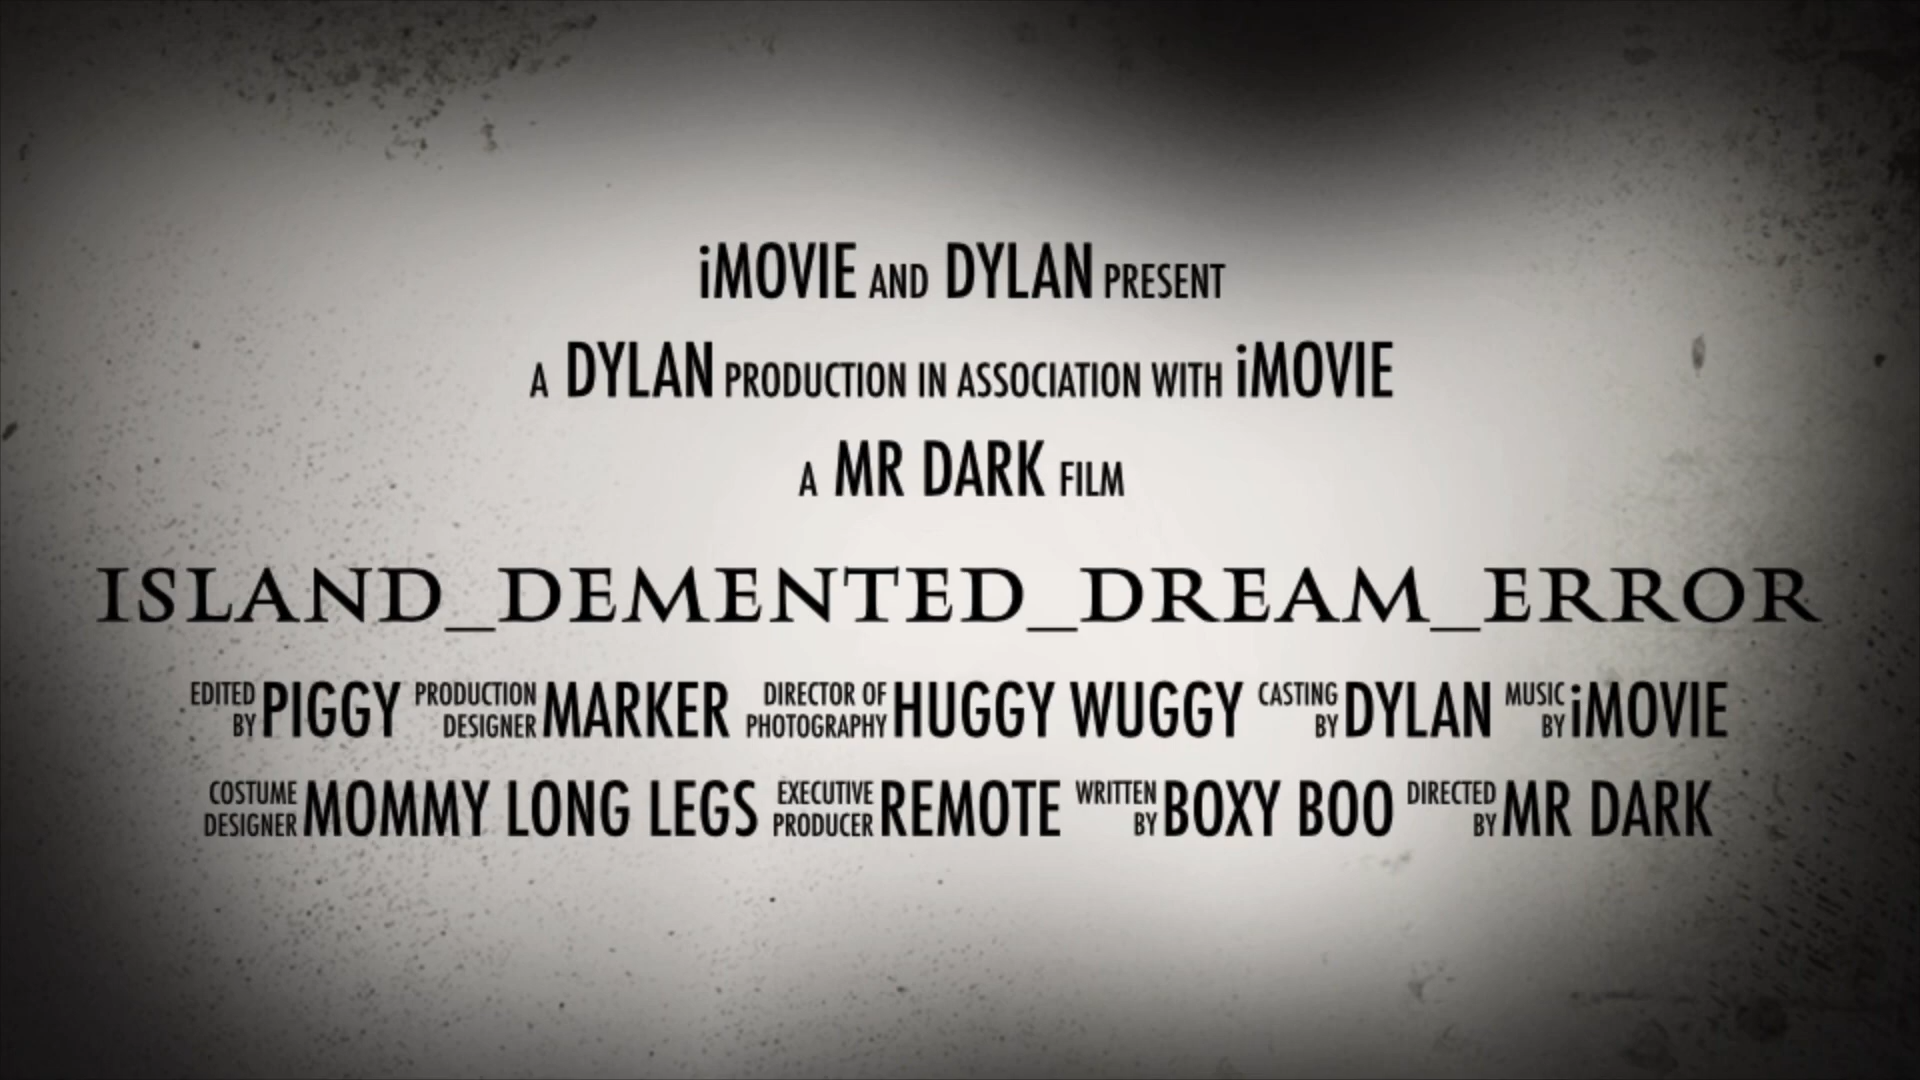 iMOVIE AND DYLAN PRESENT
A DYLAN PRODUCTION IN ASSOCIATION WITH iMOVIE
A MR DARK FILM
ISLAND_DEMENTED_DREAM_ERROR
EDITED BY PIGGY PRODUCTION DESIGNER MARKER DIRECTOR OF PHOTOGRAPHY HUGGY WUGGY CASTING BY DYLAN MUSIC BY iMOVIE
COSTUME DESIGNER MOMMY LONG LEGS EXECUTIVE PRODUCER REMOTE WRITTEN BY BOXY BOO DIRECTED BY MR DARK